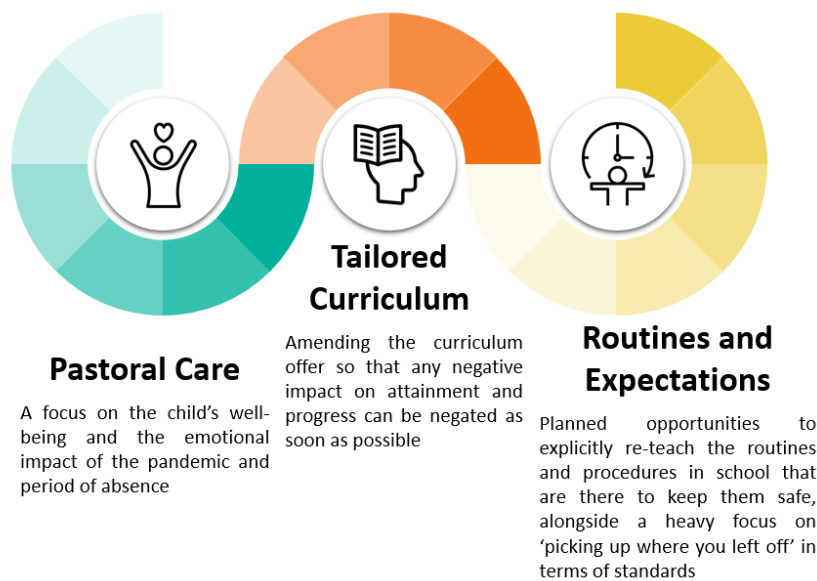 Pastoral Care
A focus on the child’s well-
being and the emotional
impact of the pandemic and
period of absence
Tailored
Curriculum
Amending the curriculum
offer so that any negative
impact on attainment and
progress can be negated as
soon as possible
Routines and
Expectations
Planned opportunities to
explicitly re-teach the routines
and procedures in school that
are there to keep them safe,
alongside a heavy focus on
‘picking up where you left off’ in
terms of standards